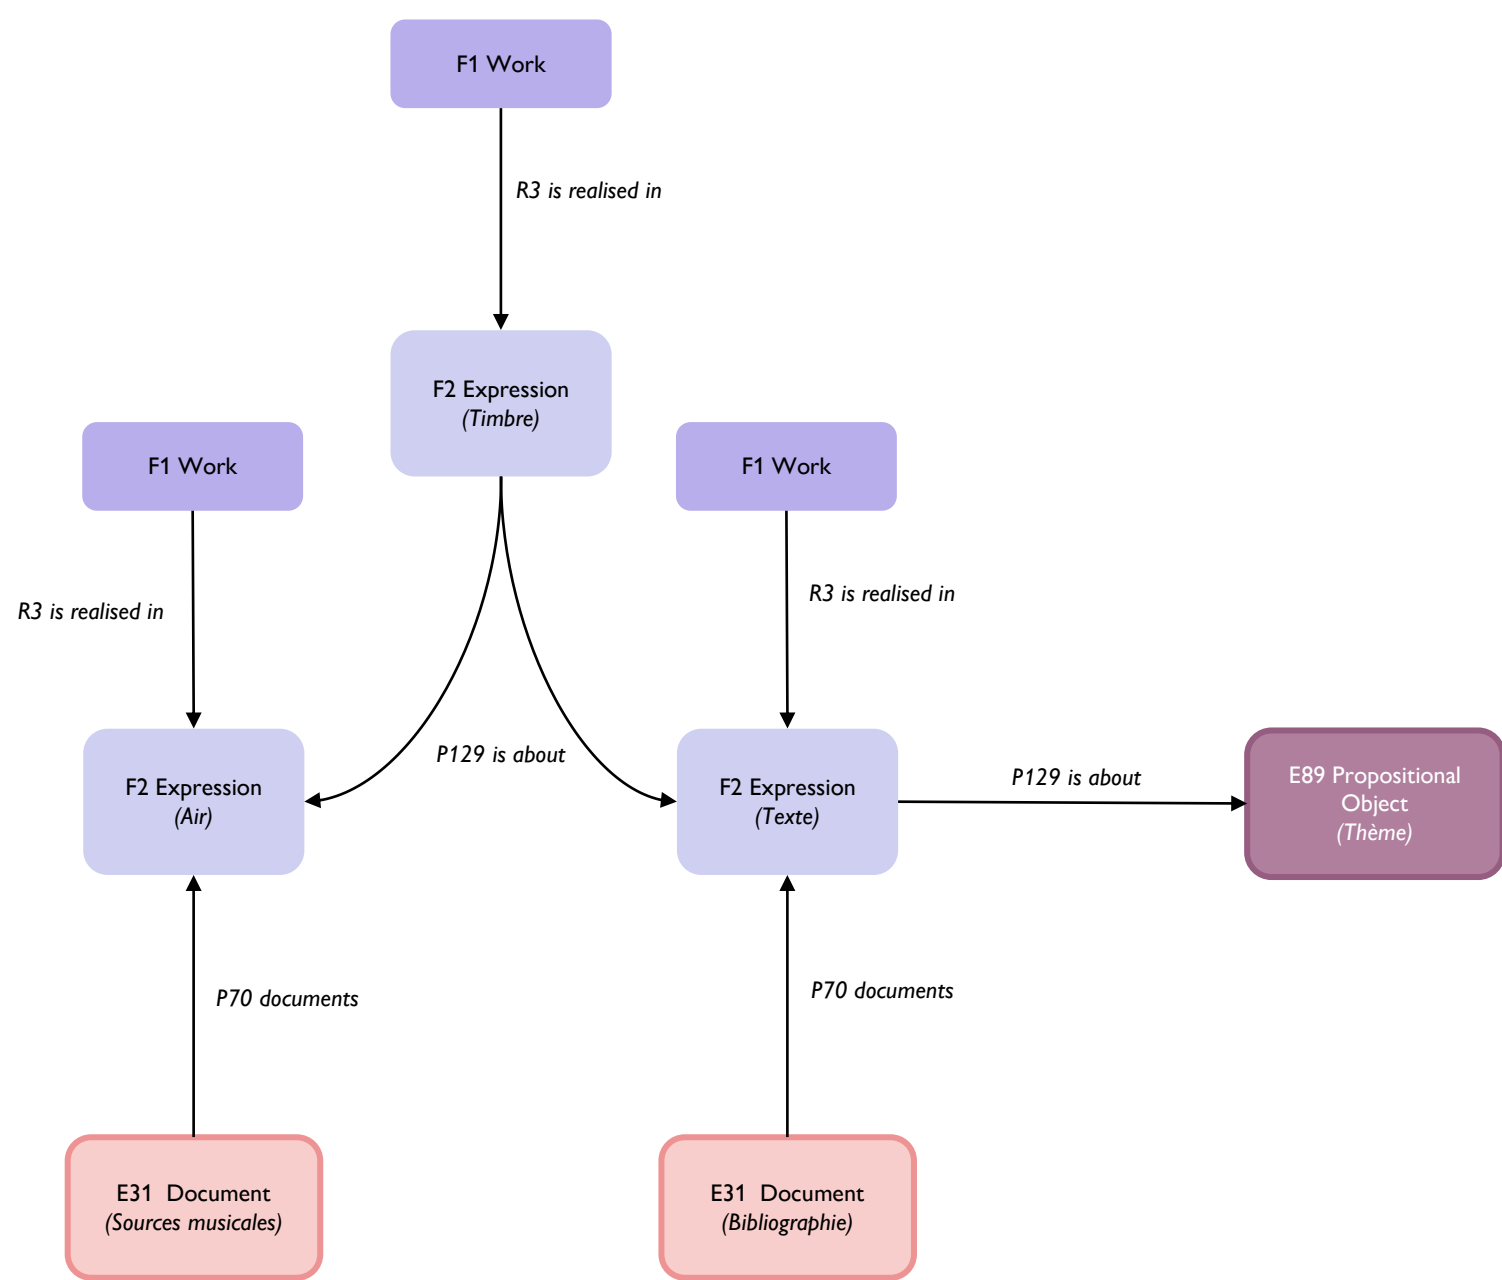 F1 Work
R3 is realised in
F2 Expression
(Timbre)
F1 Work
F1 Work
R3 is realised in
R3 is realised in
P129 is about
F2 Expression
(Air)
F2 Expression
(Texte)
P129 is about
E89 Propositional
Object
(Thème)
P70 documents
P70 documents
E31  Document
(Sources musicales)
E31  Document
(Bibliographie)